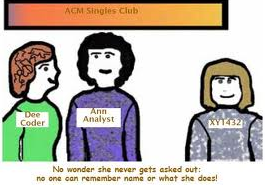 ACM Singles Club
Dee
Coder
Ann
Analyst
XY1432
No wonder she never gets asked out:
no one can remember name or what she does!